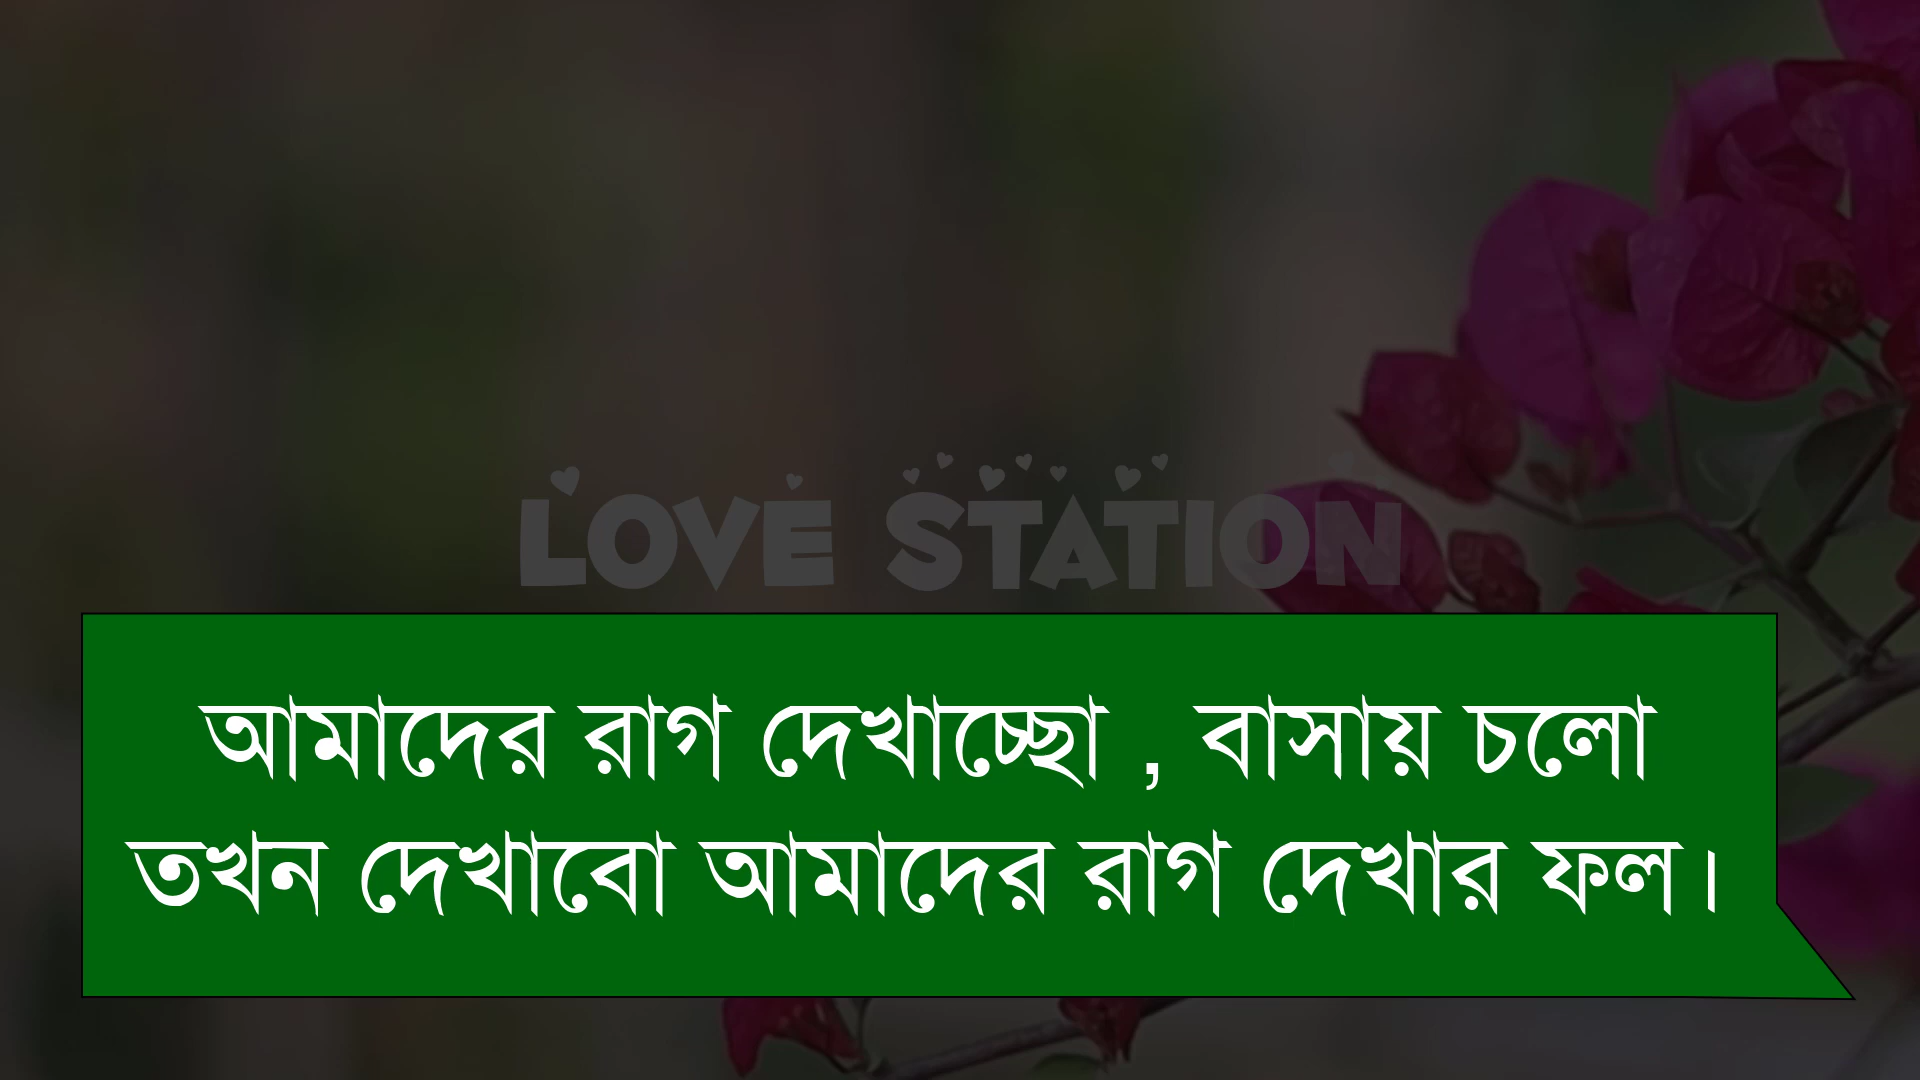 LOVE STATION
আমাদের রাগ দেখাচ্ছো , বাসায় চলো
তখন দেখাবো আমাদের রাগ দেখার ফল।